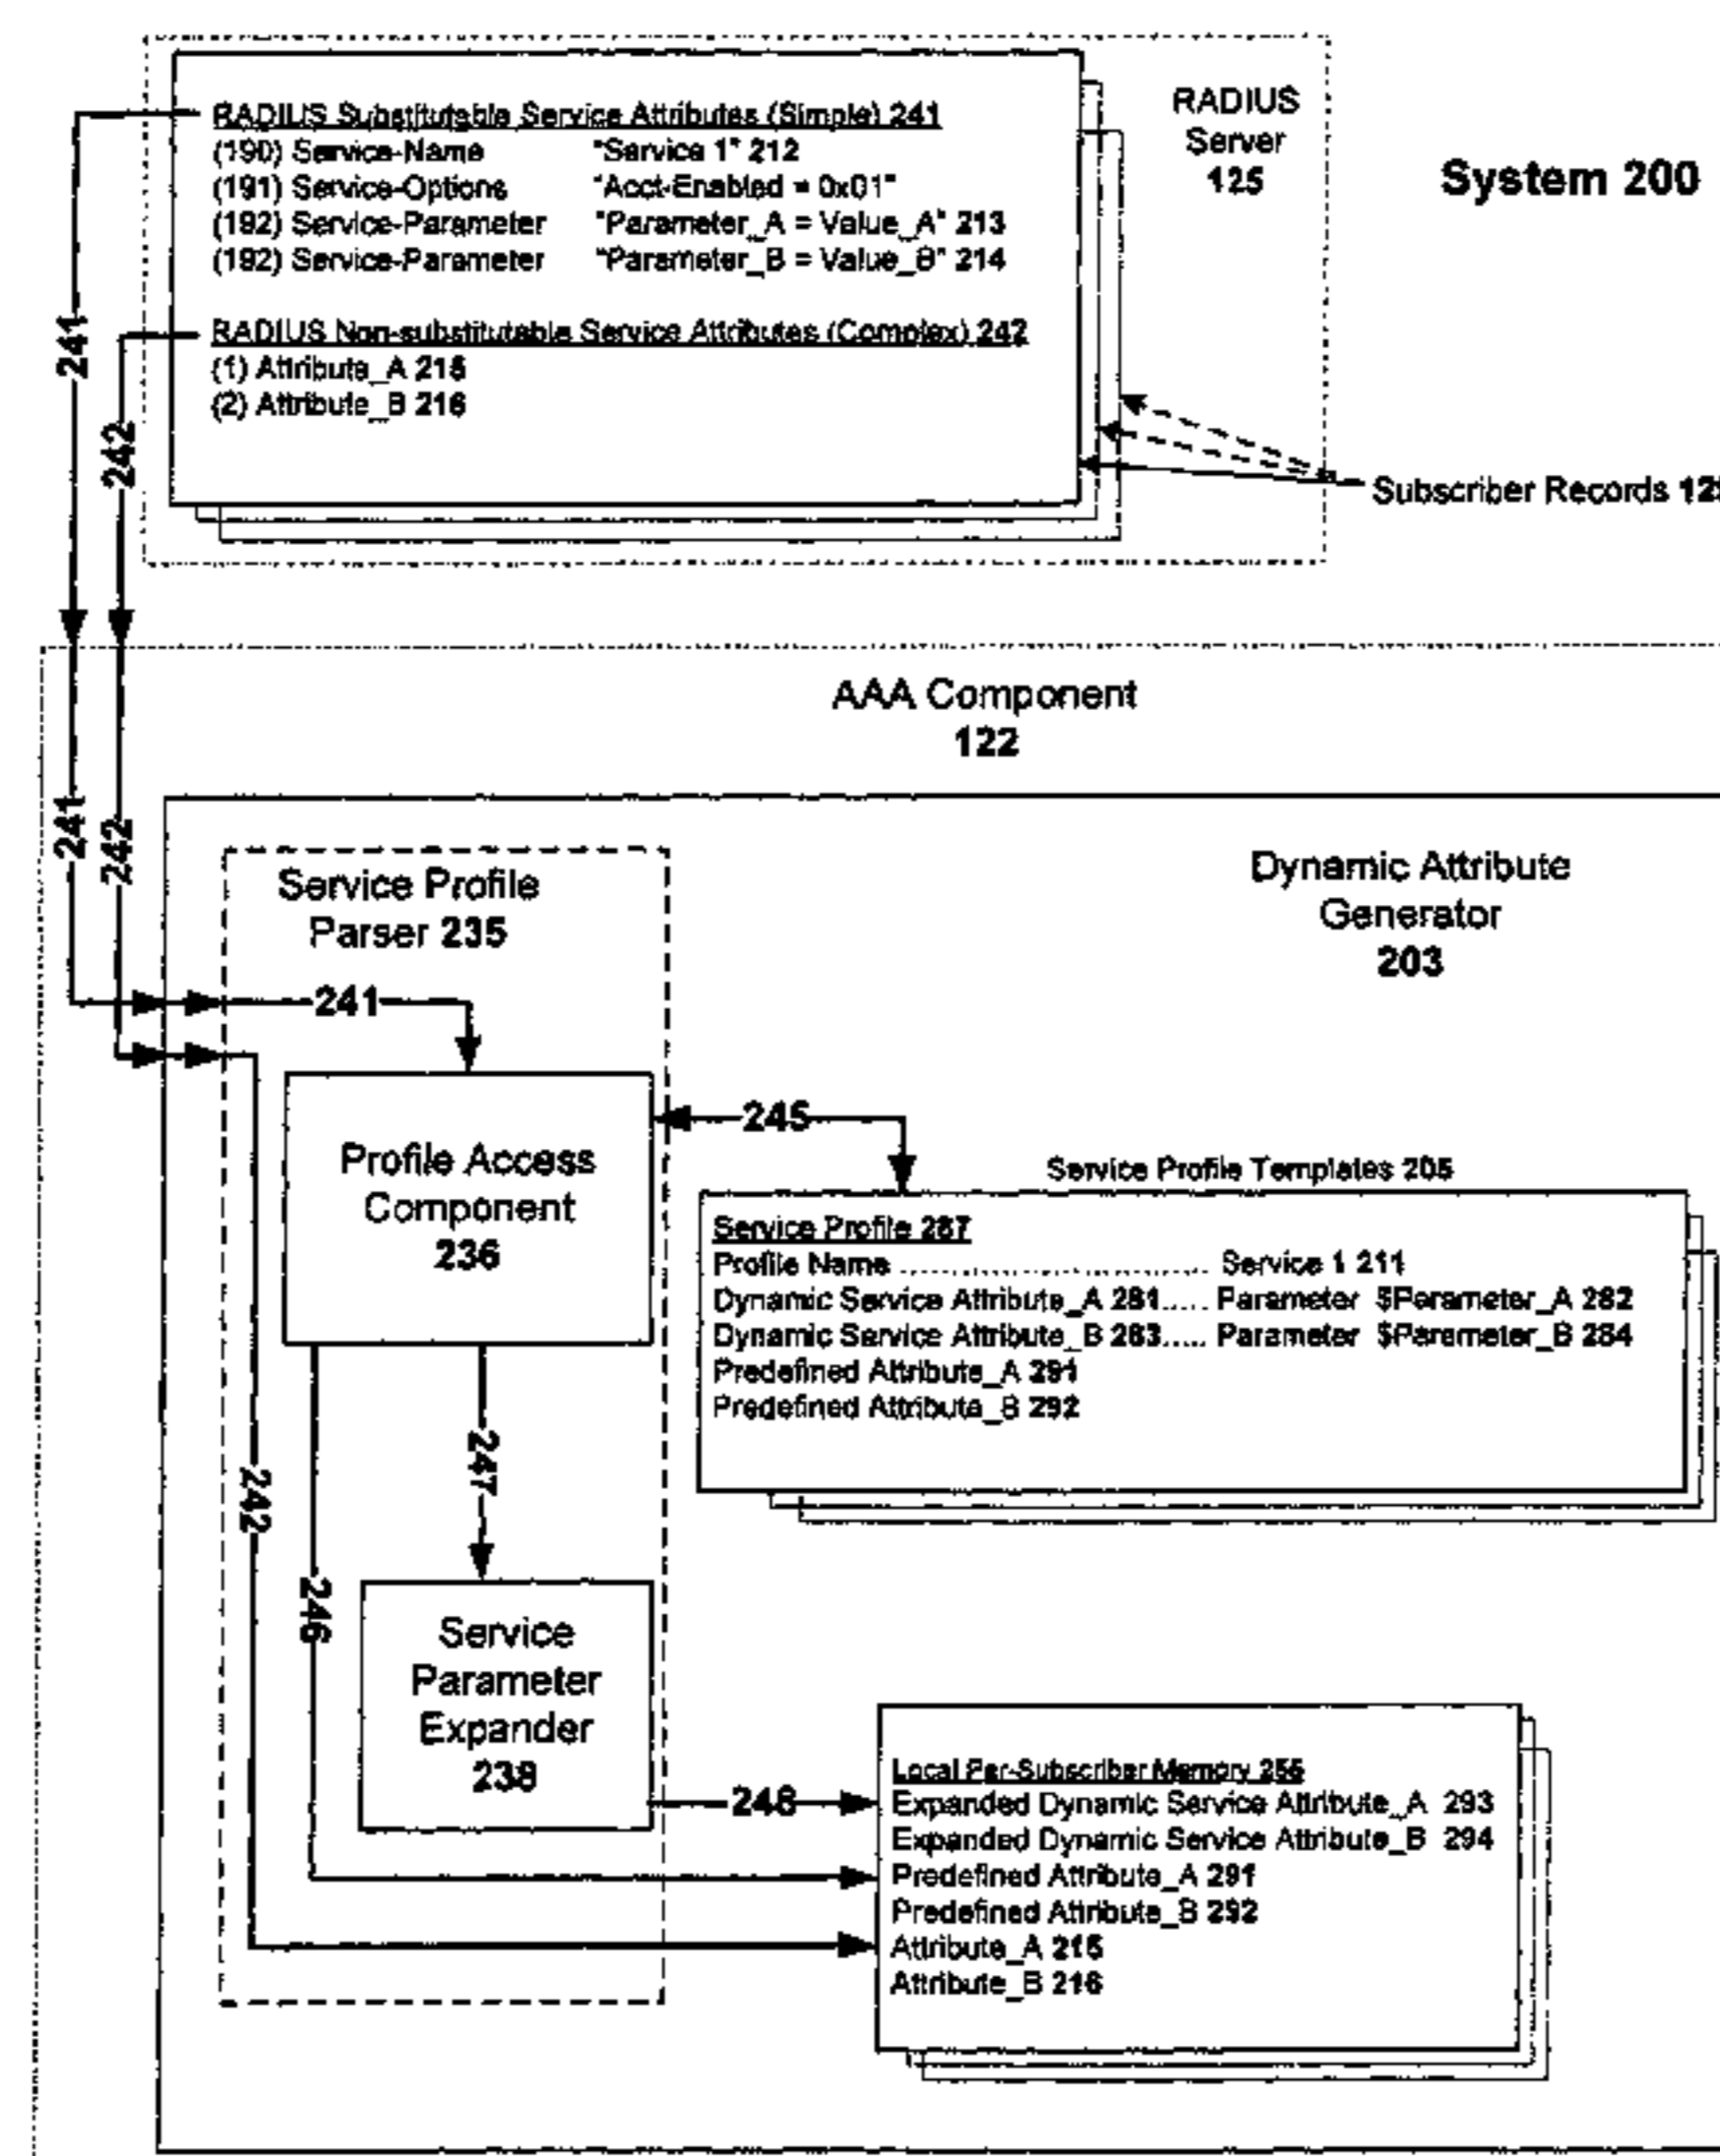 RADIUS Substitutable Service Attributes (Simple) 241
(190) Service-Name "Service 1" 212
(191) Service-Options "Acct-Enabled = 0x01"
(192) Service-Parameter "Parameter_A = Value_A" 213
(192) Service-Parameter "Parameter_B = Value_B" 214
RADIUS Non-substitutable Service Attributes (Complex) 242
(1) Attribute_A 215
(2) Attribute_B 216
RADIUS
Server
125
System 200
Subscriber Records
241
242
AAA Component
122
241
242
Dynamic Attribute
Generator
203
Service Profile
Parser 235
241
Profile Access
Component
236
245
Service Profile Templates 205
Service Profile 287
Profile Name .................................. Service 1 211
Dynamic Service Attribute_A 281..... Parameter $Parameter_A 282
Dynamic Service Attribute_B 283..... Parameter $Parameter_B 284
Predefined Attribute_A 291
Predefined Attribute_B 292
247
242
246
Service
Parameter
Expander
238
248
Local Per-Subscriber Memory 255
Expanded Dynamic Service Attribute_A 293
Expanded Dynamic Service Attribute_B 294
Predefined Attribute_A 291
Predefined Attribute_B 292
Attribute_A 215
Attribute_B 216